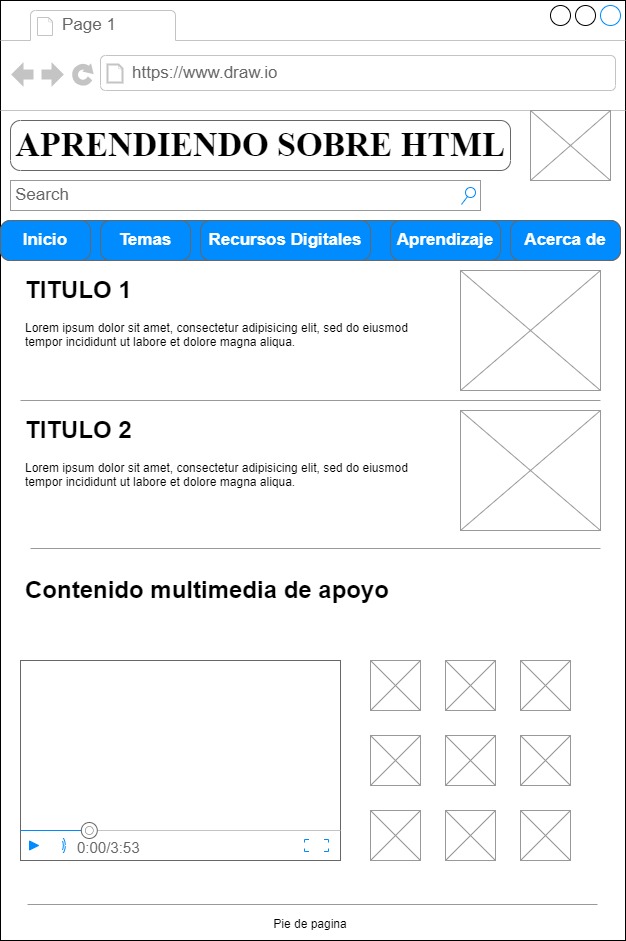 Page 1
https://www.draw.io
APRENDIENDO SOBRE HTML
Search
Inicio Temas Recursos Digitales Aprendizaje Acerca de
TITULO 1
Lorem ipsum dolor sit amet, consectetur adipisicing elit, sed do eiusmod
tempor incididunt ut labore et dolore magna aliqua.
TITULO 2
Lorem ipsum dolor sit amet, consectetur adipisicing elit, sed do eiusmod
tempor incididunt ut labore et dolore magna aliqua.
Contenido multimedia de apoyo
0:00/3:53
Pie de pagina